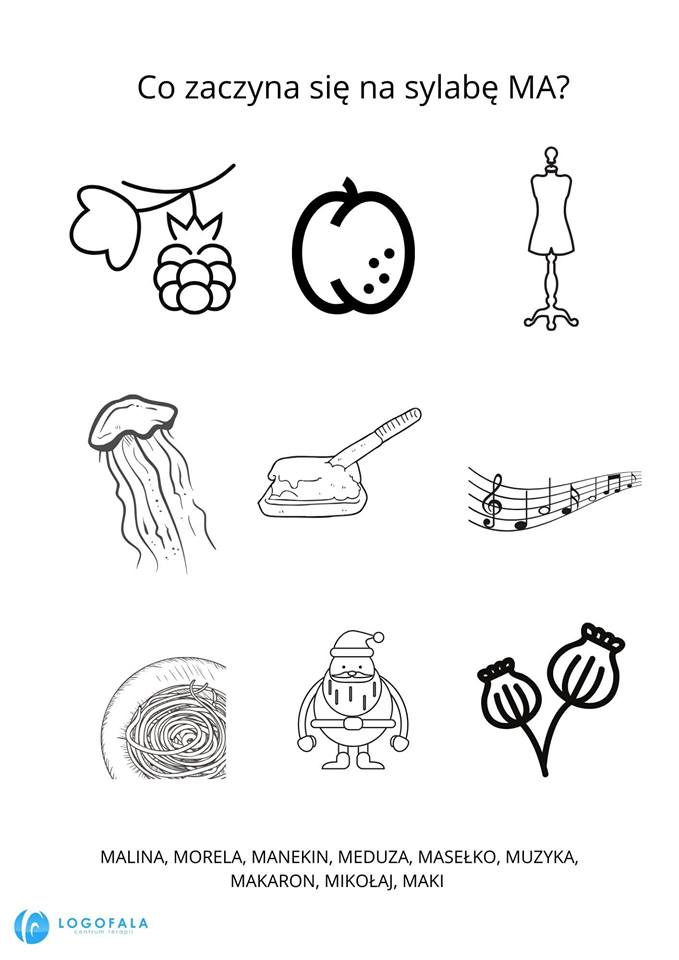 Co zaczyna się na sylabę MA?
MALINA, MORELA, MANEKIN, MEDUZA, MASEŁKO, MUZYKA,
MAKARON, MIKOŁAJ, MAKI
LOGOFALA
centrum terapii